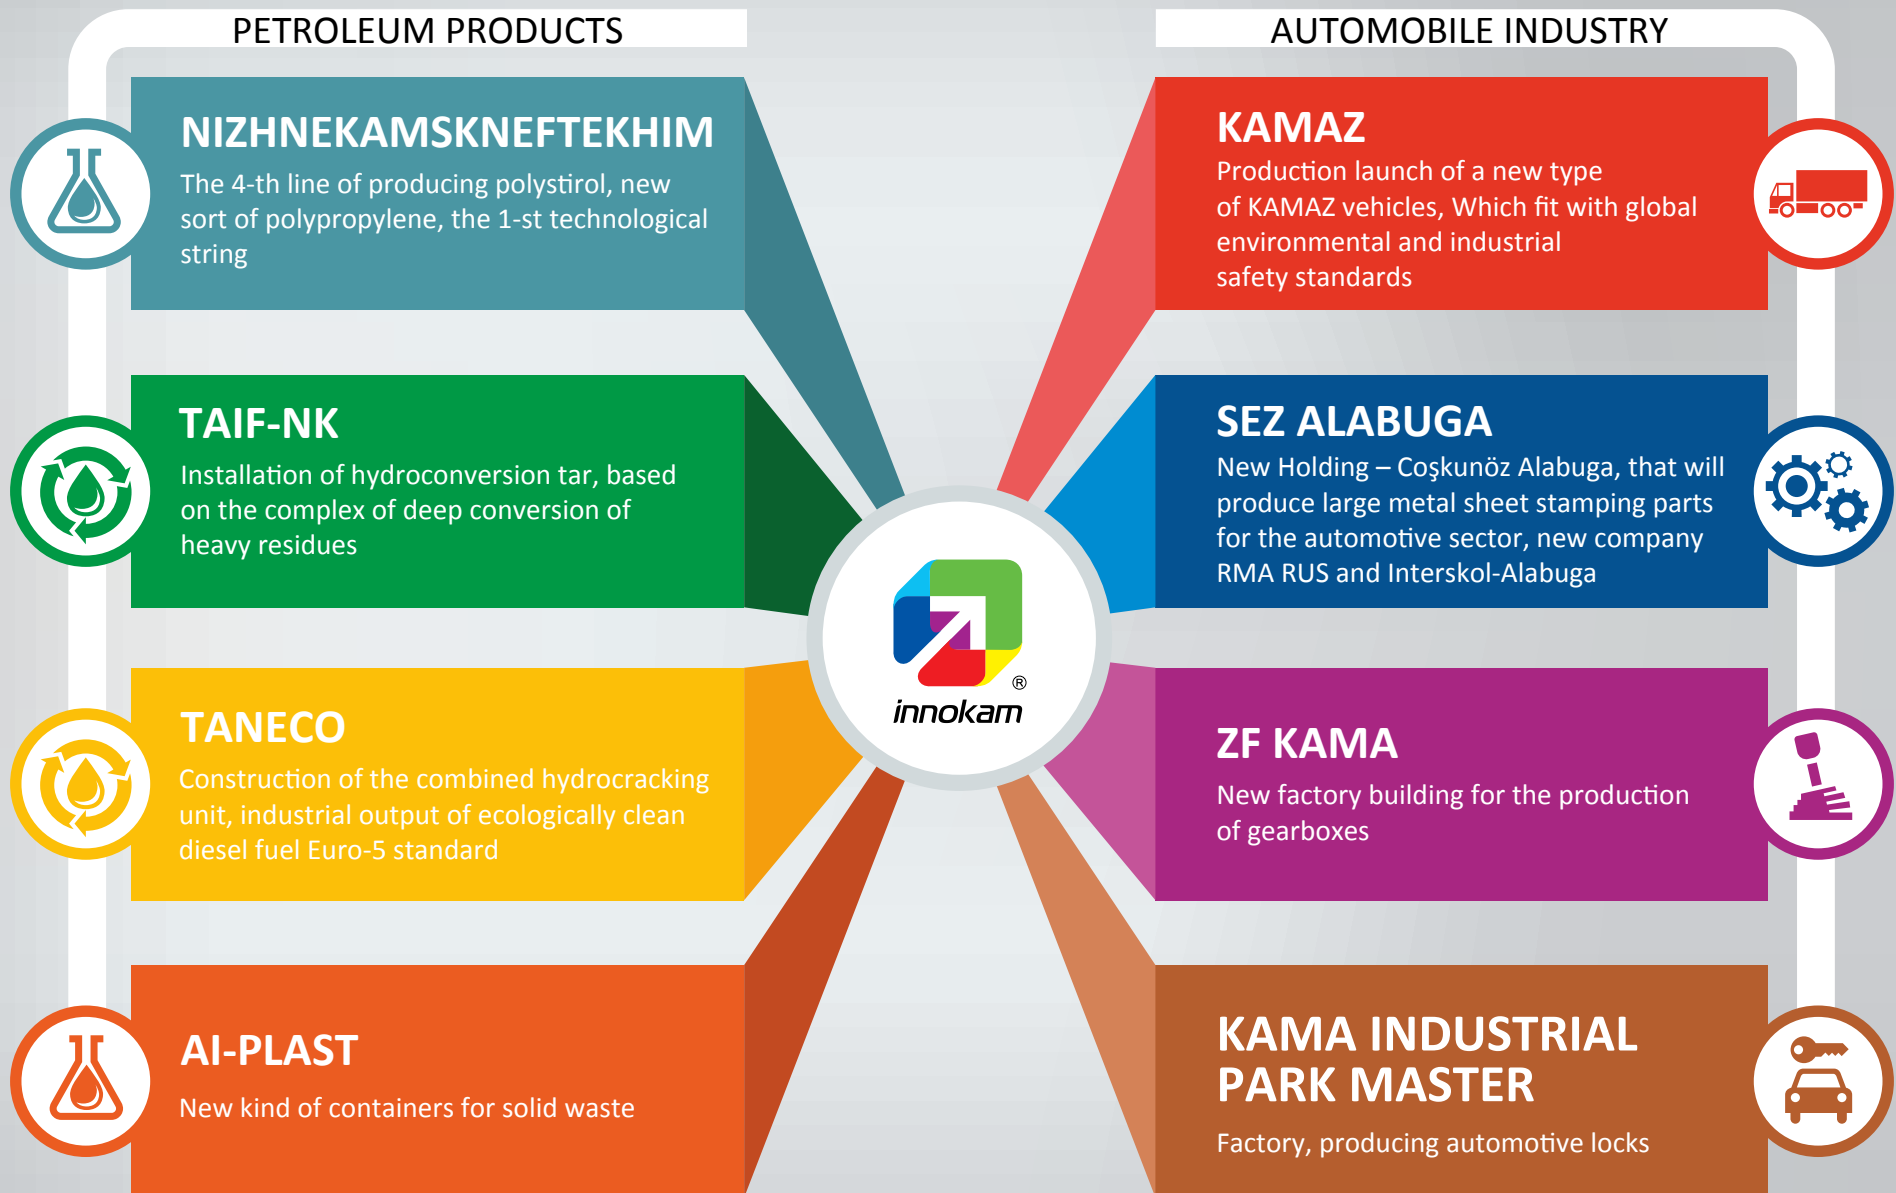 PETROLEUM PRODUCTS
NIZHNEKAMSKNEFTEKHIM
The 4-th line of producing polystirol, new
sort of polypropylene, the 1-st technological
string
TAIF-NK
Installation of hydroconversion tar, based
on the complex of deep conversion of
heavy residues
TANECO
Construction of the combined hydrocracking
unit, industrial output of ecologically clean
diesel fuel Euro-5 standard
AI-PLAST
New kind of containers for solid waste
®
innokam
AUTOMOBILE INDUSTRY
KAMAZ
Production launch of a new type
of KAMAZ vehicles, Which fit with global
environmental and industrial
safety standards
SEZ ALABUGA
New Holding – Coşkunöz Alabuga, that will
produce large metal sheet stamping parts
for the automotive sector, new company
RMA RUS and Interskol-Alabuga
ZF KAMA
New factory building for the production
of gearboxes
KAMA INDUSTRIAL
PARK MASTER
Factory, producing automotive locks